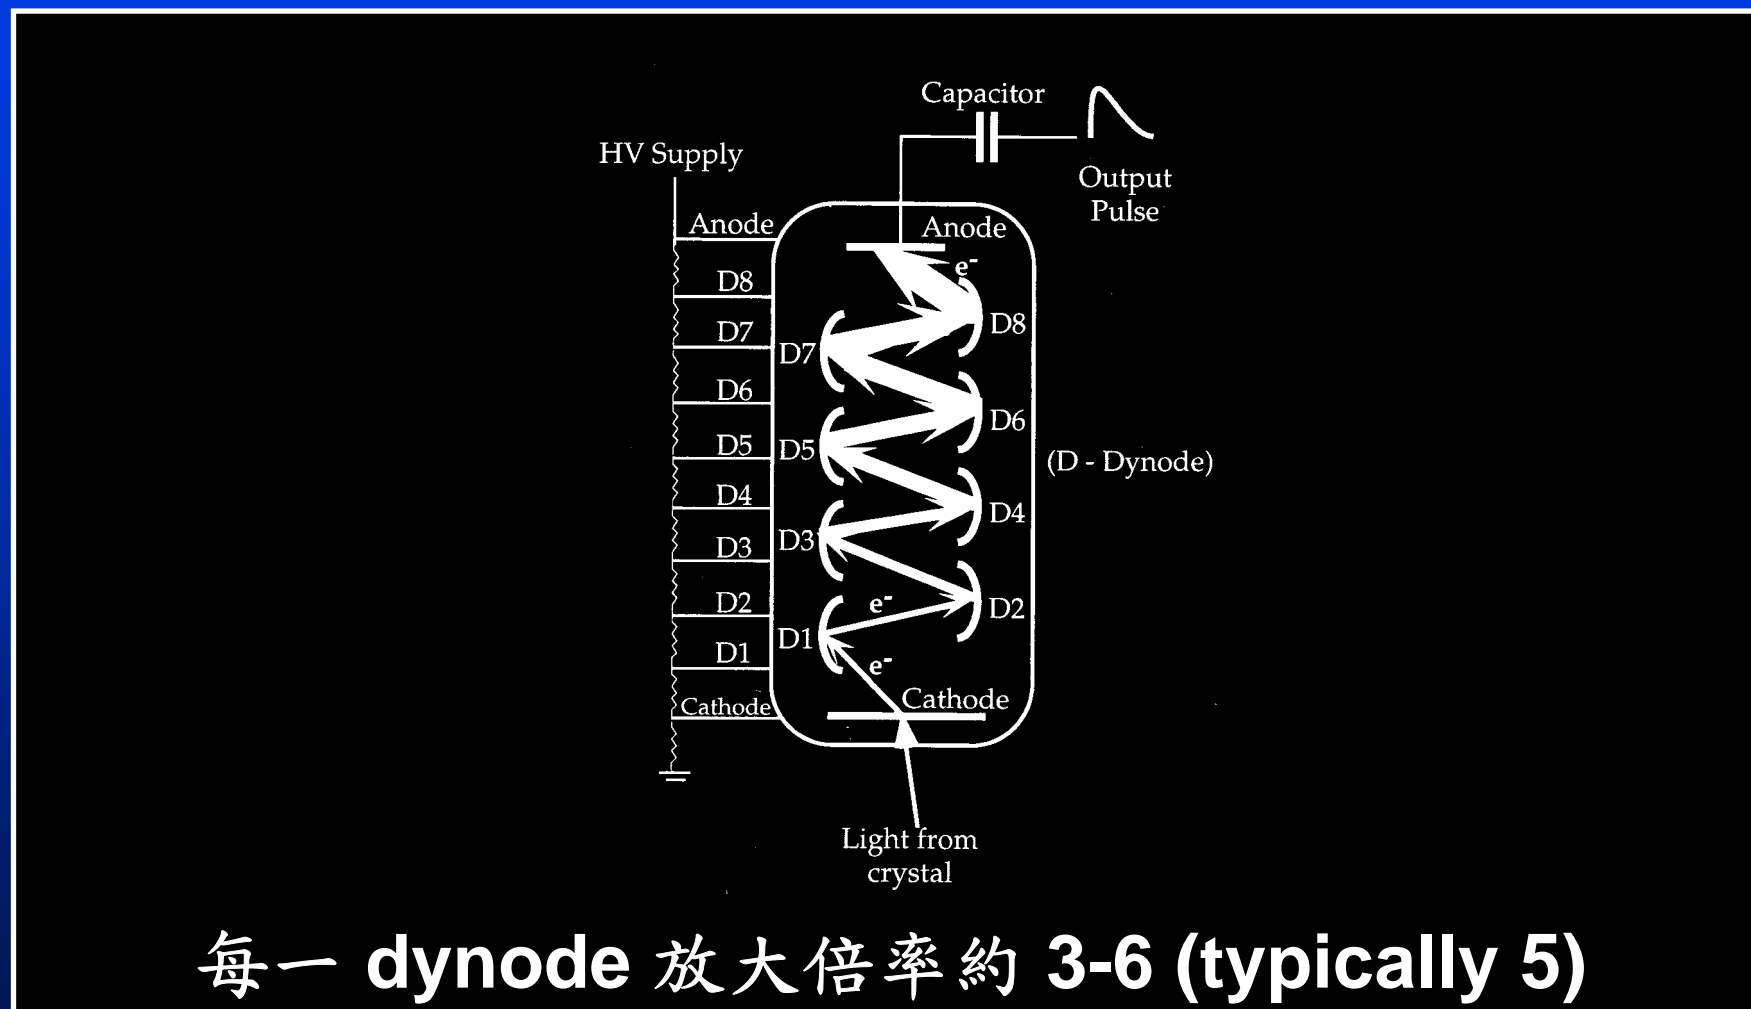 Capacitor
HV Supply
Output
Pulse
Anode
Anode
e-
D8
D8
D7
D7
D6
D6
D5
D5
(D - Dynode)
D4
D4
D3
D3
D2
e-
D2
D1
D1
e-
Cathode
Cathode
Light from
crystal
每一 dynode 放大倍率約 3-6 (typically 5)